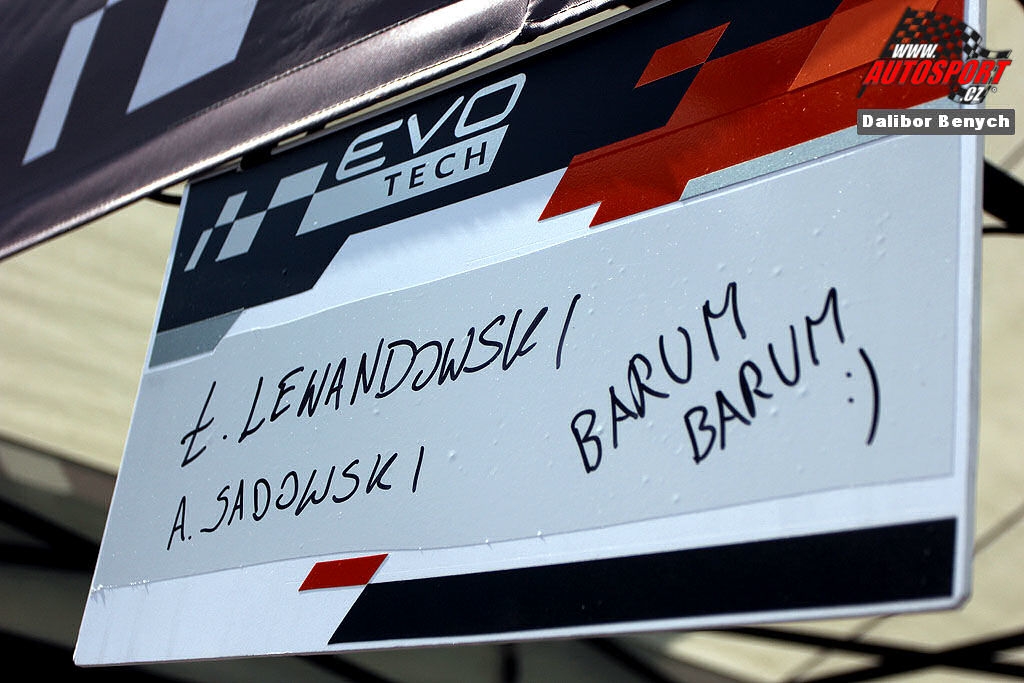 WWW.
AUTOSPORT
.CZ
Dalibor Benych
EVO
TECH
Ł. LEWANDOWSKI
A. SADOWSKI
BARUM
BARUM
:)